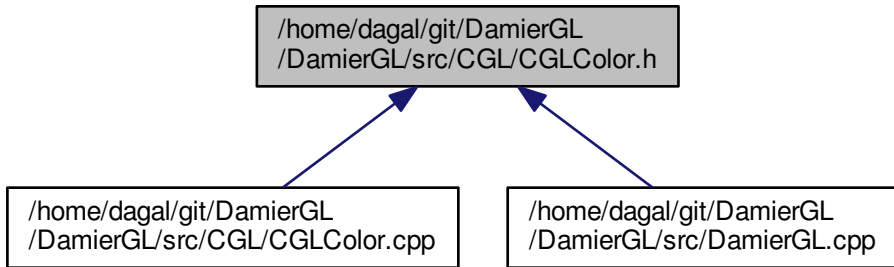 /home/dagal/git/DamierGL
/DamierGL/src/CGL/CGLColor.h
/home/dagal/git/DamierGL
/DamierGL/src/CGL/CGLColor.cpp
/home/dagal/git/DamierGL
/DamierGL/src/DamierGL.cpp